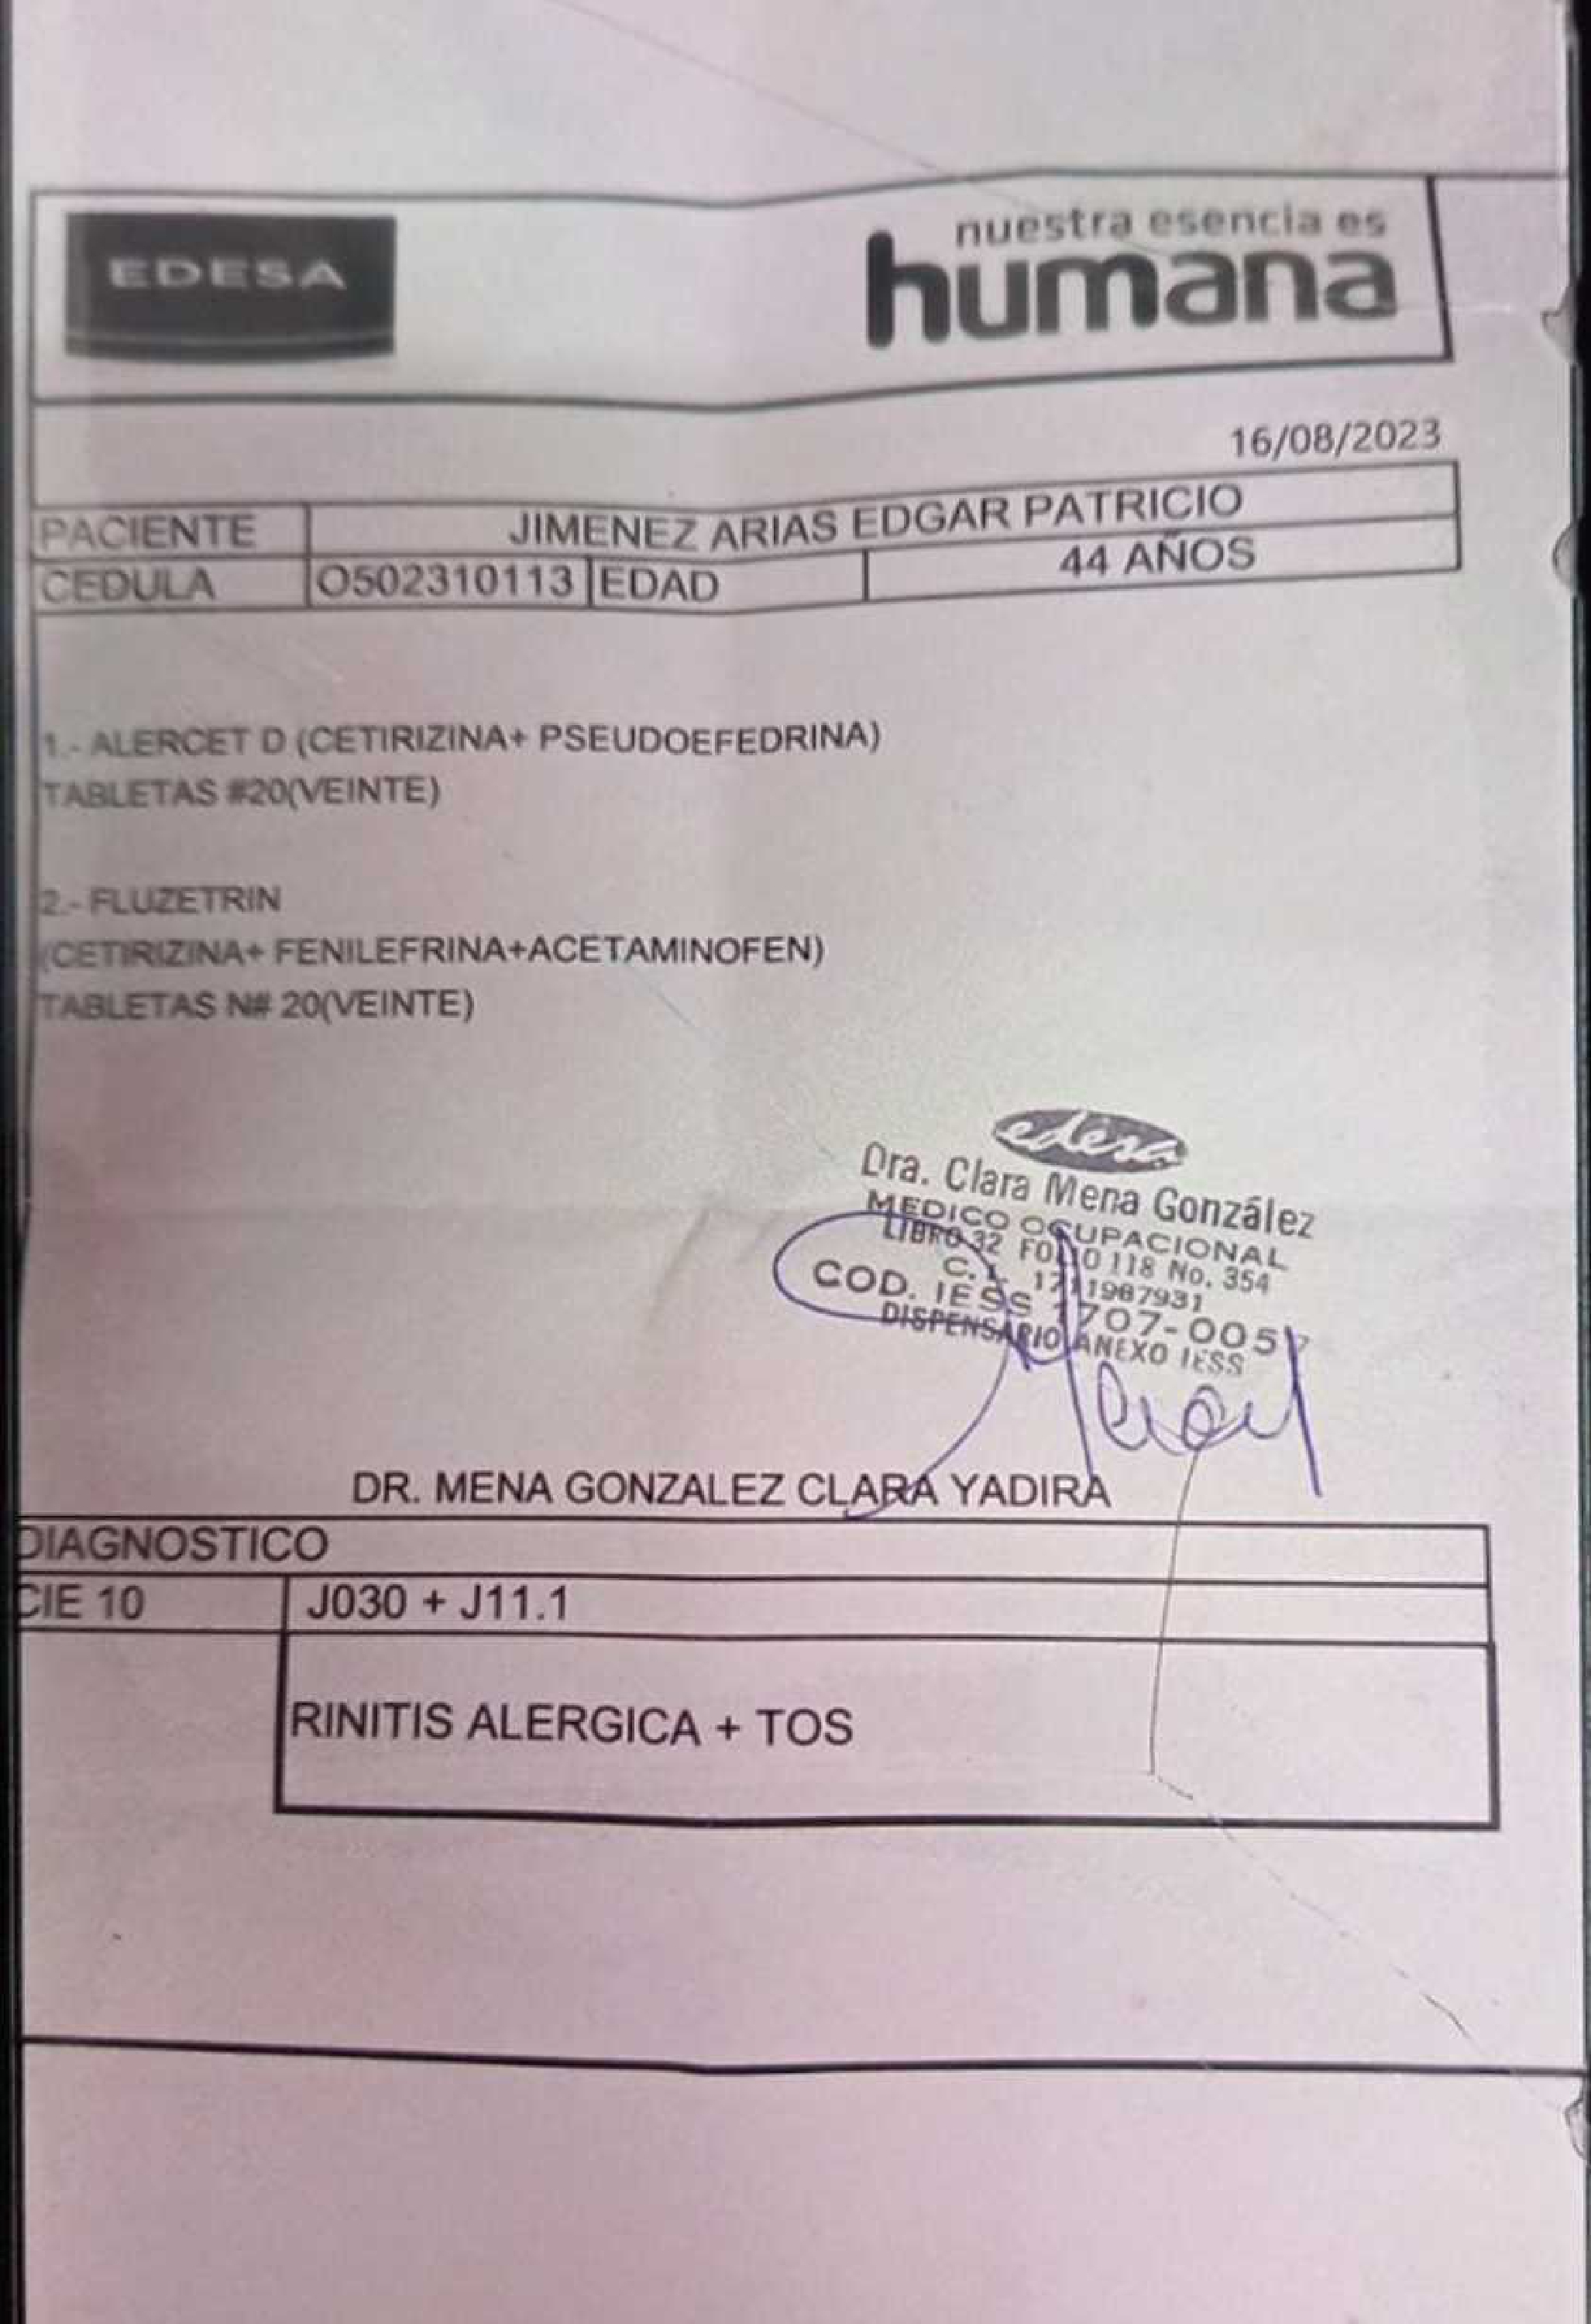 EDESA
nuestra esencia es
humana
16/08/2023
PACIENTE JIMENEZ ARIAS EDGAR PATRICIO
CEDULA O502310113 EDAD 44 AÑOS
1.- ALERCET D (CETIRIZINA+ PSEUDOEFEDRINA)
TABLETAS #20(VEINTE)
2.- FLUZETRIN
(CETIRIZINA+ FENILEFRINA+ACETAMINOFEN)
TABLETAS N# 20(VEINTE)
edesa
Dra. Clara Mena González
MEDICO OCUPACIONAL
LIBRO 32 FOLIO 118 No. 354
C. I. 1711987931
COD. IESS 1707-005
DISPENSARIO ANEXO IESS
DR. MENA GONZALEZ CLARA YADIRA
DIAGNOSTICO
CIE 10 J030 + J11.1
RINITIS ALERGICA + TOS